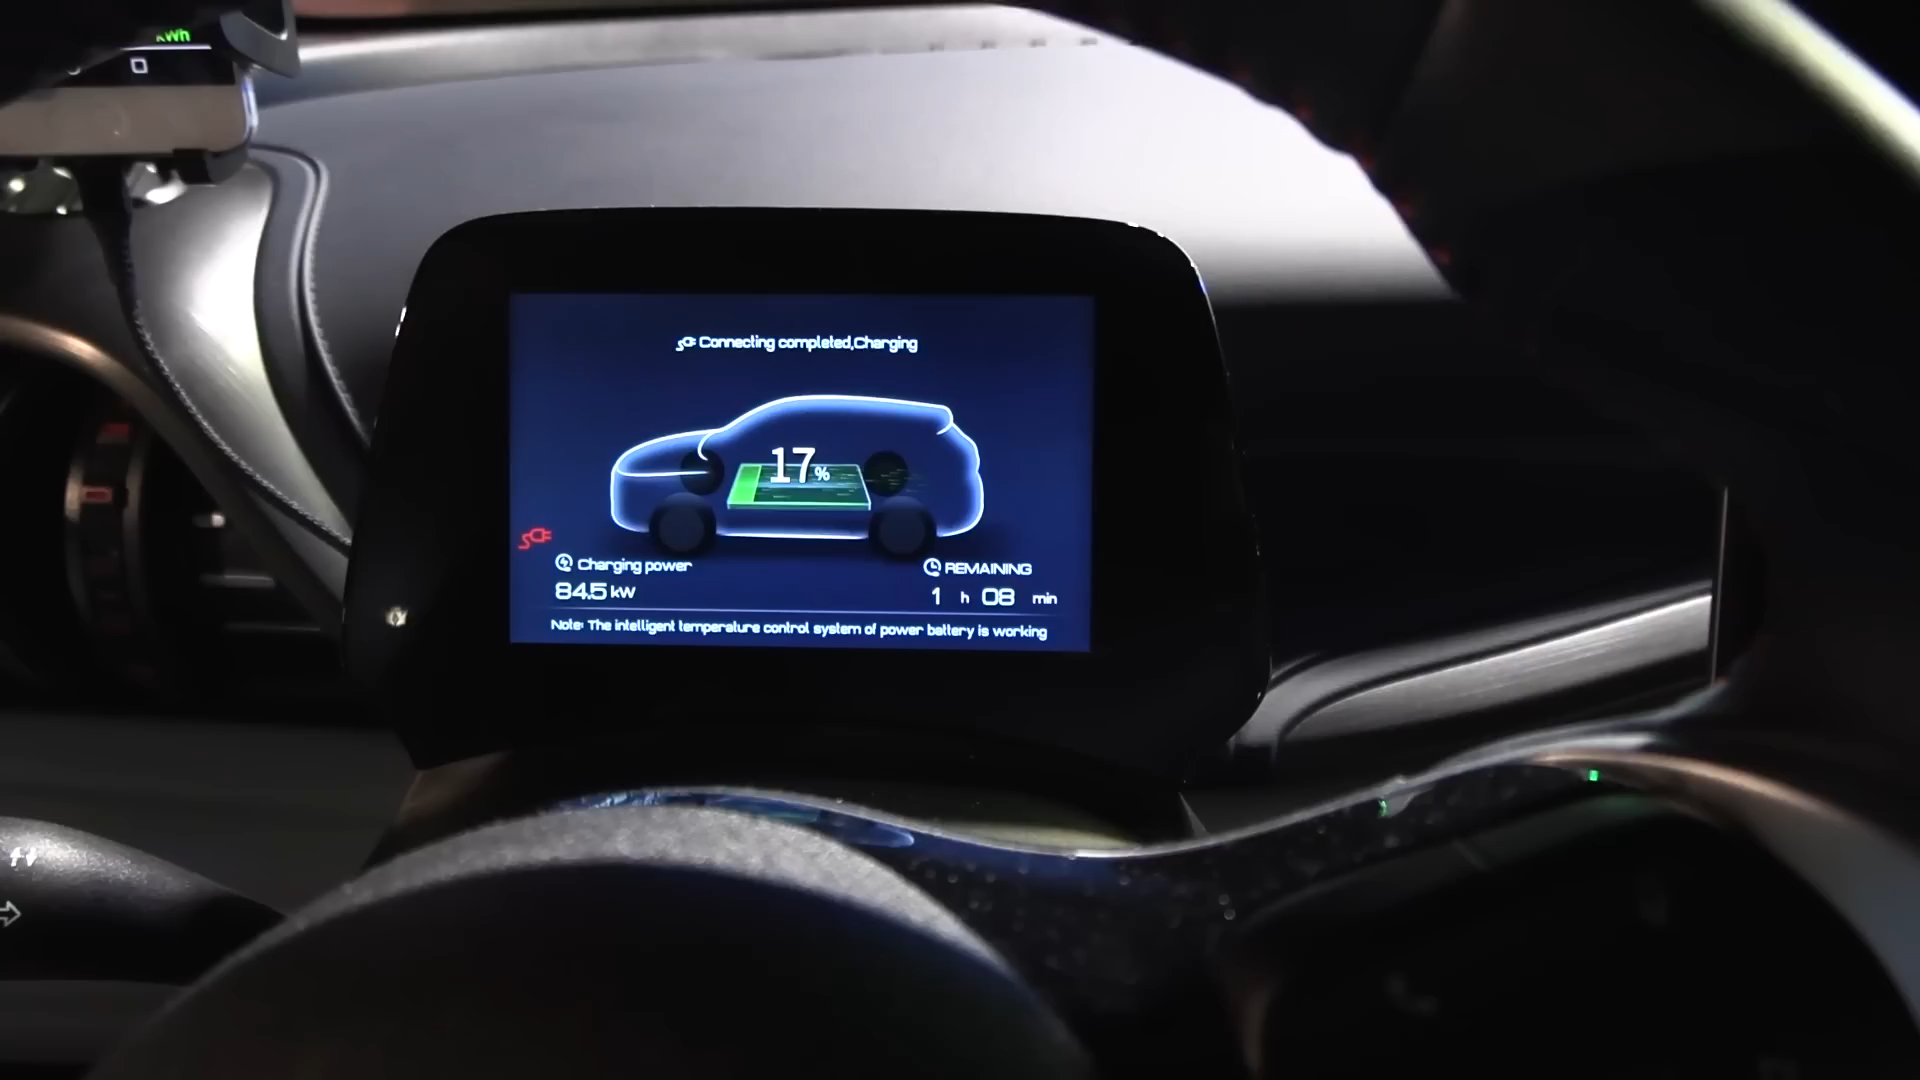 kWh
Connecting completed,Charging
17%
Charging power
84.5 kW
REMAINING
1 h 08 min
Note: The intelligent temperature control system of power battery is working